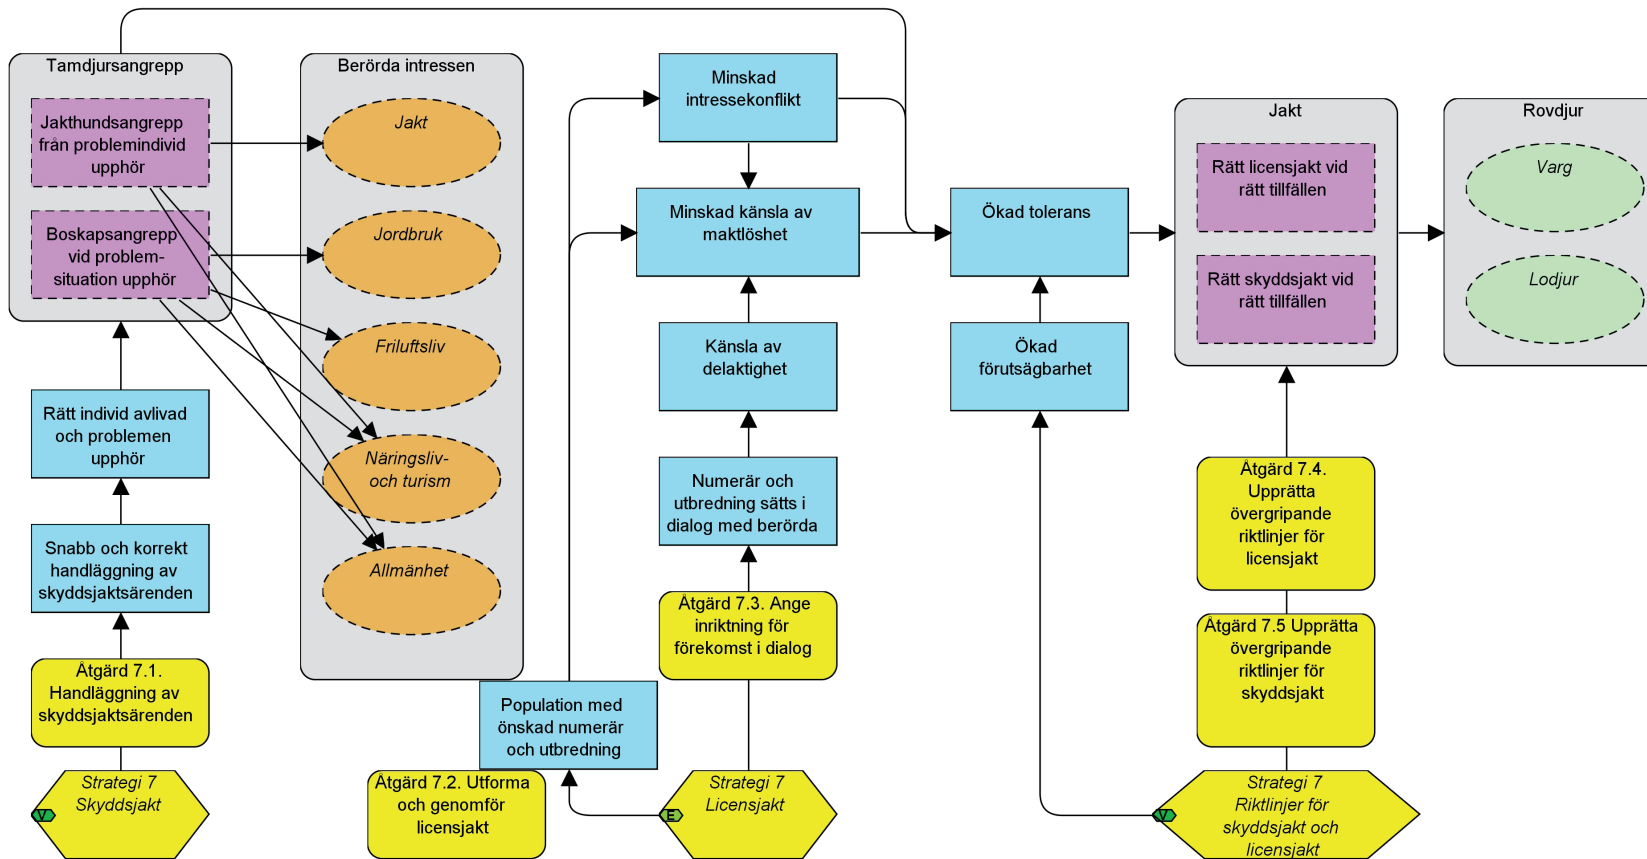 Tamdjursangrepp
Jakthundsangrepp
från problemindivid
upphör
Boskapsangrepp
vid problem-
situation upphör
Rätt individ avlivad
och problemen
upphör
Snabb och korrekt
handläggning av
skyddsjaktsärenden
Åtgärd 7.1.
Handläggning av
skyddsjaktsärenden
Strategi 7
Skyddsjakt
V
Berörda intressen
Jakt
Jordbruk
Friluftsliv
Näringsliv-
och turism
Allmänhet
Population med
önskad numerär
och utbredning
Åtgärd 7.2. Utforma
och genomför
licensjakt
Minskad
intressekonflikt
Minskad känsla av
maktlöshet
Känsla av
delaktighet
Numerär och
utbredning sätts i
dialog med berörda
Åtgärd 7.3. Ange
inriktning för
förekomst i dialog
Strategi 7
Licensjakt
E
Ökad tolerans
Ökad
förutsägbarhet
Jakt
Rätt licensjakt vid
rätt tillfällen
Rätt skyddsjakt vid
rätt tillfällen
Åtgärd 7.4.
Upprätta
övergripande
riktlinjer för
licensjakt
Åtgärd 7.5 Upprätta
övergripande
riktlinjer för
skyddsjakt
Strategi 7
Riktlinjer för
skyddsjakt och
licensjakt
V
Rovdjur
Varg
Lodjur